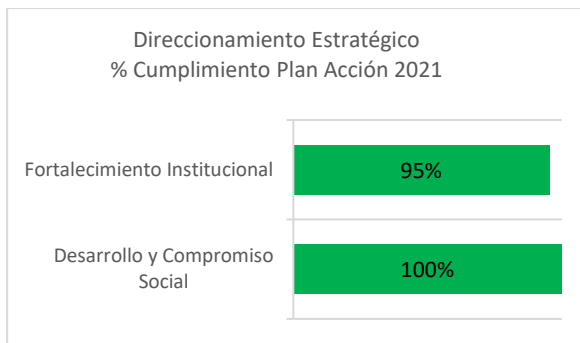 Direccionamiento Estratégico
% Cumplimiento Plan Acción 2021
Fortalecimiento Institucional
95%
Desarrollo y Compromiso
Social
100%